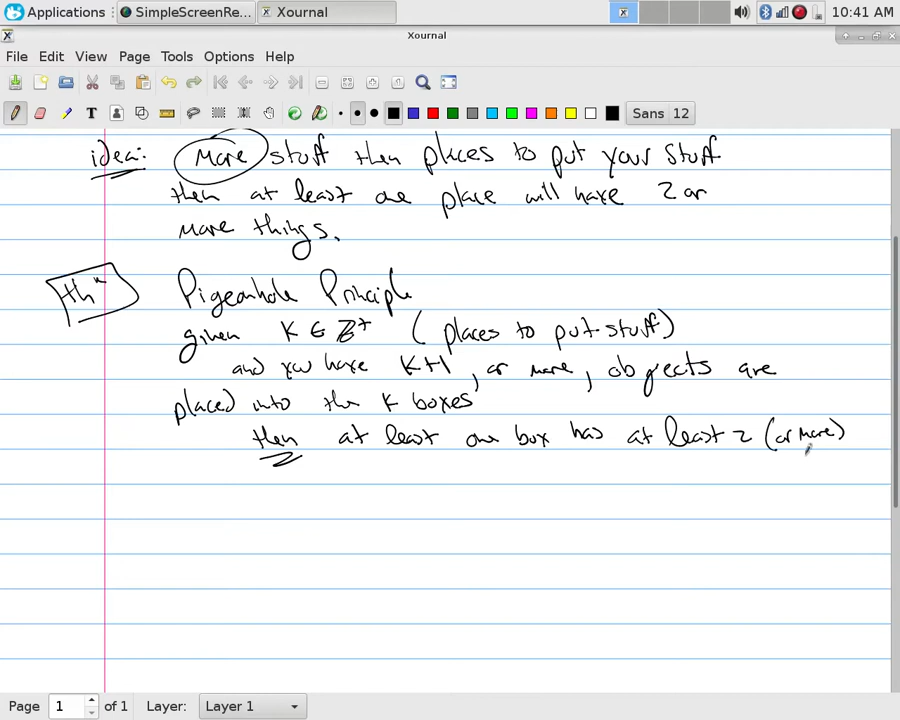 Applications SimpleScreenRe... Xournal 10:41 AM
Xournal
File Edit View Page Tools Options Help
Sans 12
idea: More stuff then places to put your stuff
then at least one place will have 2 or
more things.
thᵐ Pigeonhole Principle
given K ∈ ℤ⁺ (places to put stuff)
and you have K+1, or more, objects are
placed into the K boxes
then at least one box has at least 2 (or more)
Page 1 of 1 Layer: Layer 1